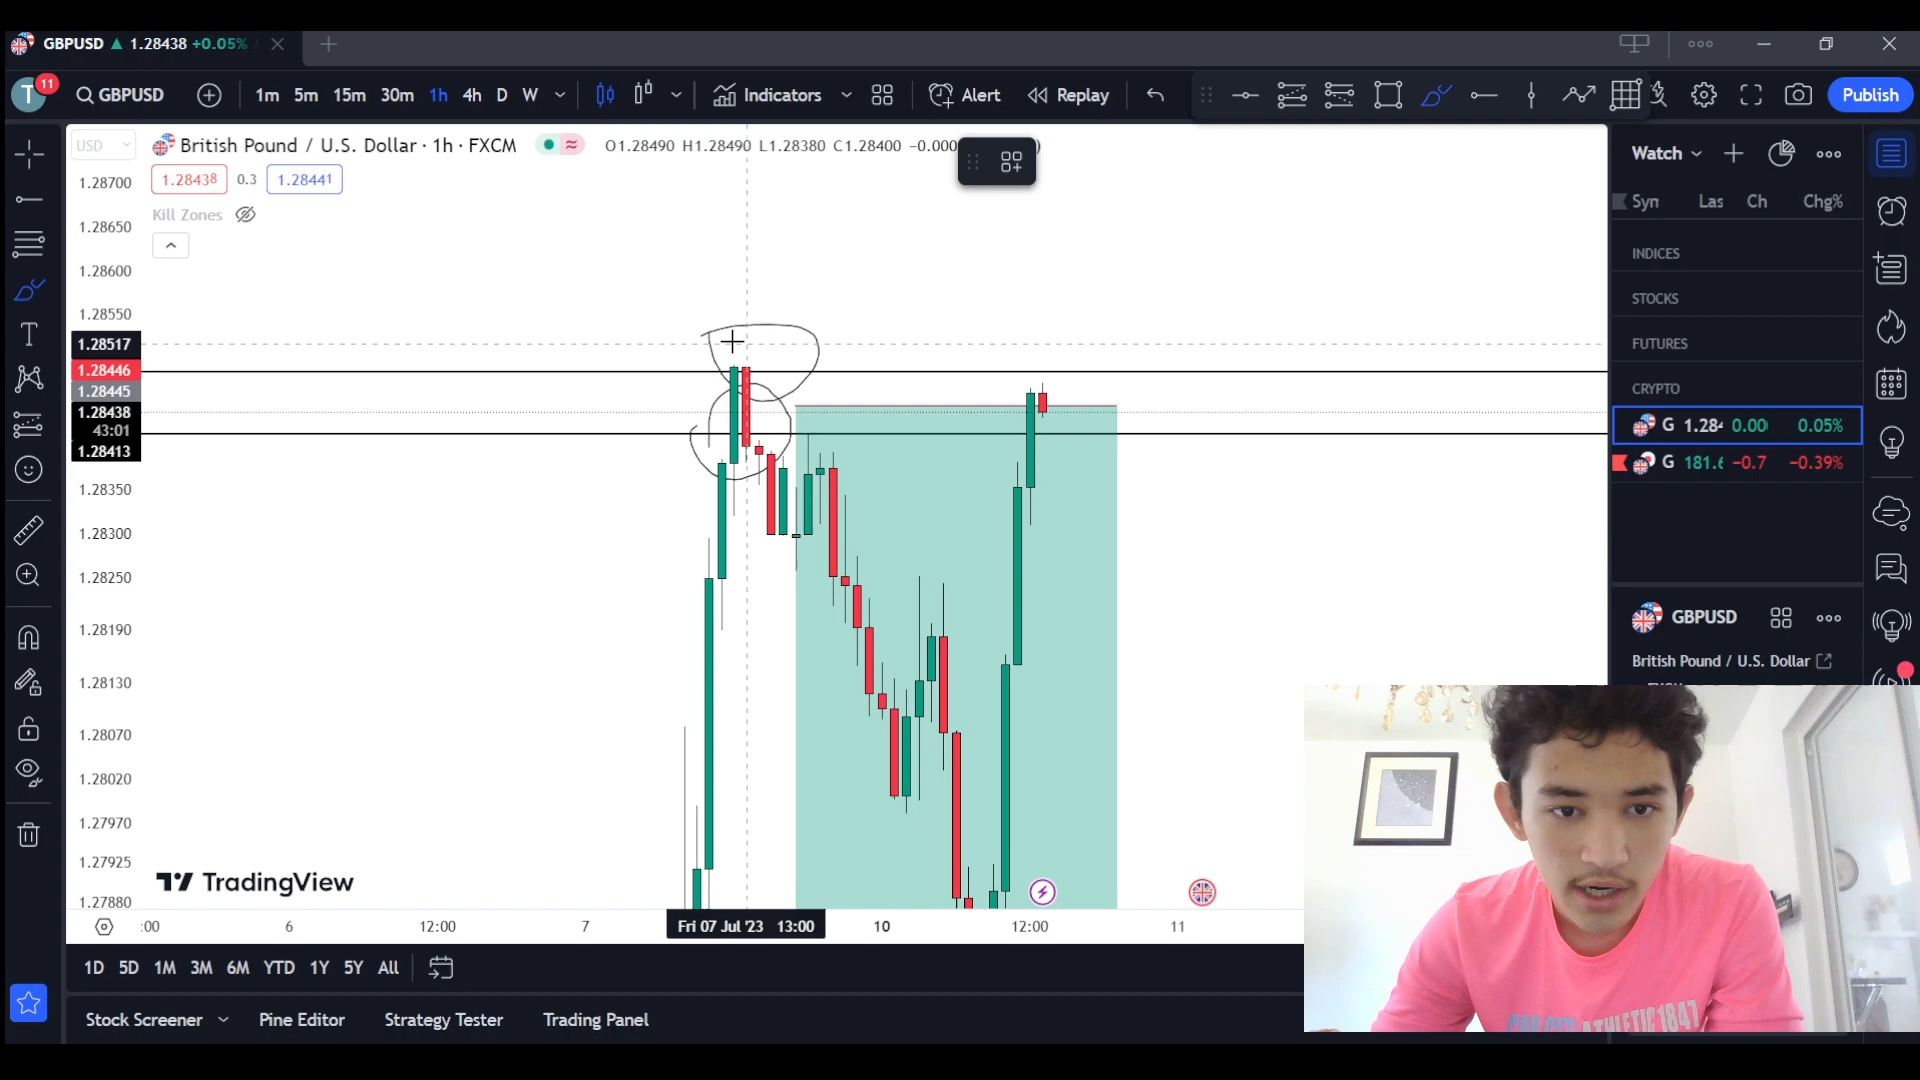 GBPUSD ▲ 1.28438 +0.05% /
T 11 GBPUSD 1m 5m 15m 30m 1h 4h D W Indicators Alert Replay Publish
USD British Pound / U.S. Dollar · 1h · FXCM O1.28490 H1.28490 L1.28380 C1.28400 −0.000 )
1.28438 0.3 1.28441
Kill Zones
1.28700
1.28650
1.28600
1.28550
1.28517
1.28446
1.28445
1.28438
43:01
1.28413
1.28350
1.28300
1.28250
1.28190
1.28130
1.28070
1.28020
1.27970
1.27925
1.27880
TradingView
:00 6 12:00 7 Fri 07 Jul '23 13:00 10 12:00 11
1D 5D 1M 3M 6M YTD 1Y 5Y All
Stock Screener Pine Editor Strategy Tester Trading Panel
Watch
Las Ch Chg%
INDICES
STOCKS
FUTURES
CRYPTO
G 1.284 0.00 0.05%
G 181.6 −0.7 −0.39%
GBPUSD
British Pound / U.S. Dollar
ATHLETIC 1847